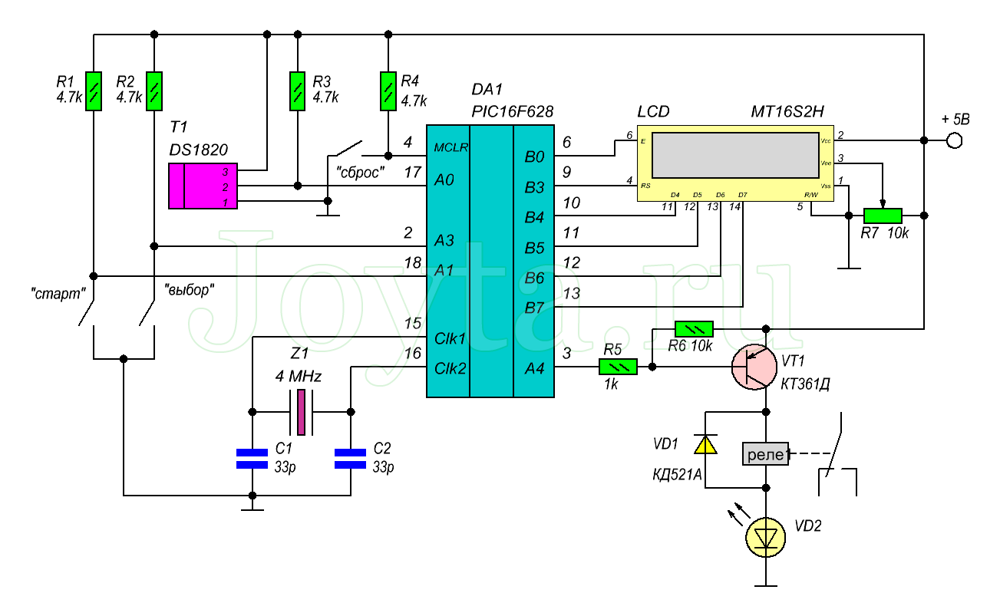 R1
4.7k
R2
4.7k
R3
4.7k
R4
4.7k
DA1
PIC16F628
LCD
MT16S2H
+ 5В
T1
DS1820
3
2
1
"сброс"
4
MCLR
17
A0
2
A3
18
A1
15
Clk1
16
Clk2
6
B0
9
B3
10
B4
11
B5
12
B6
13
B7
3
A4
6
E
4
RS
D4
D5
D6
D7
11
12
13
14
R/W
5
Vcc
2
Vee
3
Vss
1
R7 10k
"старт"
"выбор"
Joyta.ru
Z1
4 MHz
C1
33p
C2
33p
R5
1k
R6 10k
VT1
КТ361Д
VD1
КД521А
реле1
VD2